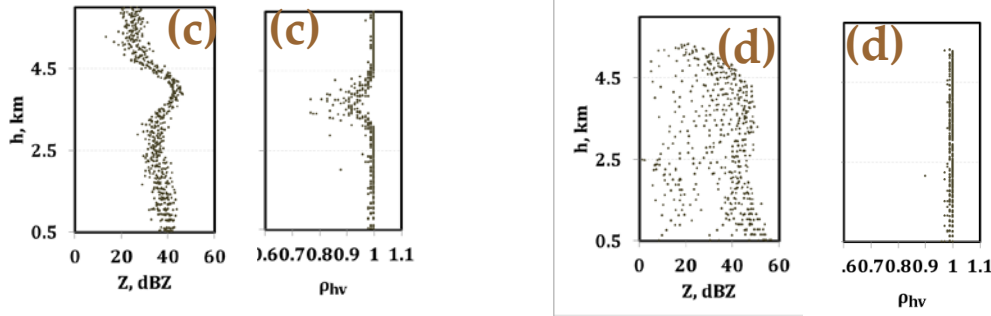 (c)
(c)
4.5
h, km
2.5
0.5
0 20 40 60
Z, dBZ
0.60.70.80.9 1 1.1
ρhv
(d)
(d)
4.5
h, km
2.5
0.5
0 20 40 60
Z, dBZ
.60.70.80.9 1 1.1
ρhv